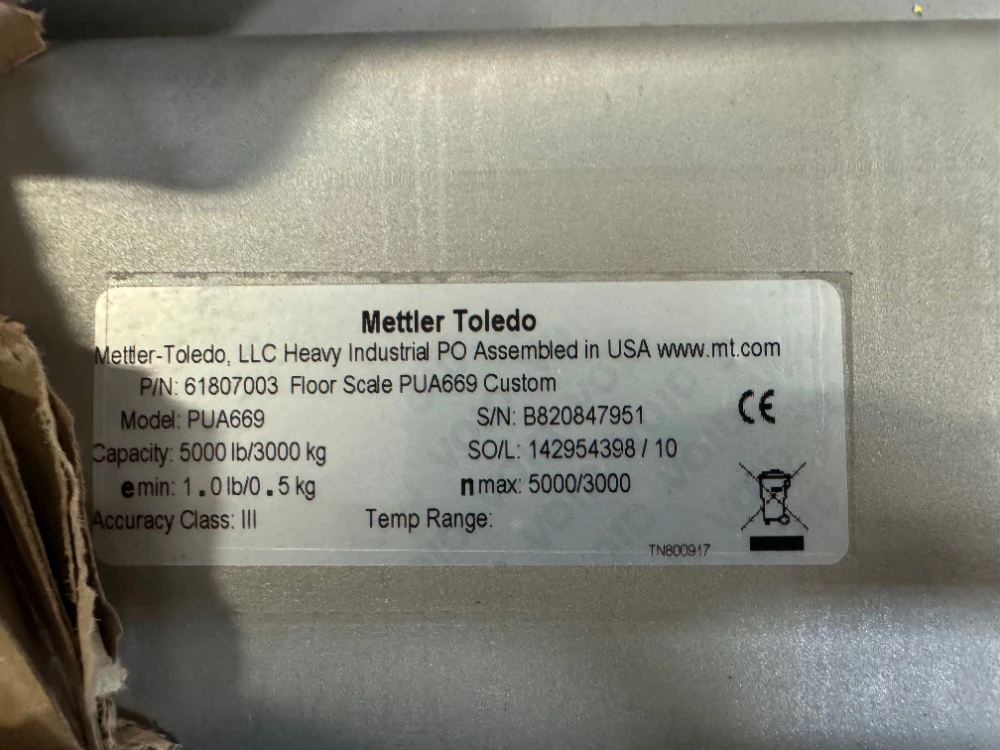 Mettler Toledo
Mettler-Toledo, LLC Heavy Industrial PO Assembled in USA www.mt.com
P/N: 61807003 Floor Scale PUA669 Custom
Model: PUA669 S/N: B820847951
Capacity: 5000 lb/3000 kg SO/L: 142954398 / 10
e min: 1.0 lb/0.5 kg n max: 5000/3000
Accuracy Class: III Temp Range:
TN800917
CE